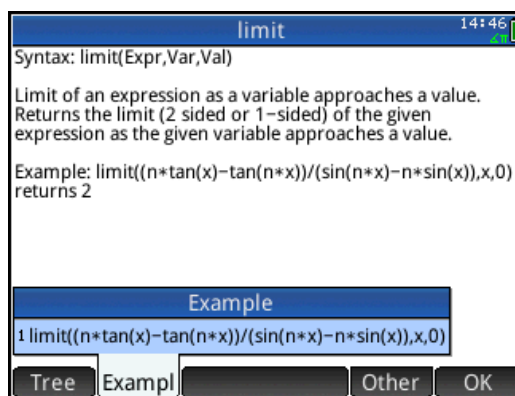 limit
14:46
∡π
Syntax: limit(Expr,Var,Val)
Limit of an expression as a variable approaches a value.
Returns the limit (2 sided or 1−sided) of the given
expression as the given variable approaches a value.
Example: limit((n*tan(x)−tan(n*x))/(sin(n*x)−n*sin(x)),x,0)
returns 2
Example
1 limit((n*tan(x)−tan(n*x))/(sin(n*x)−n*sin(x)),x,0)
Tree Exampl Other OK